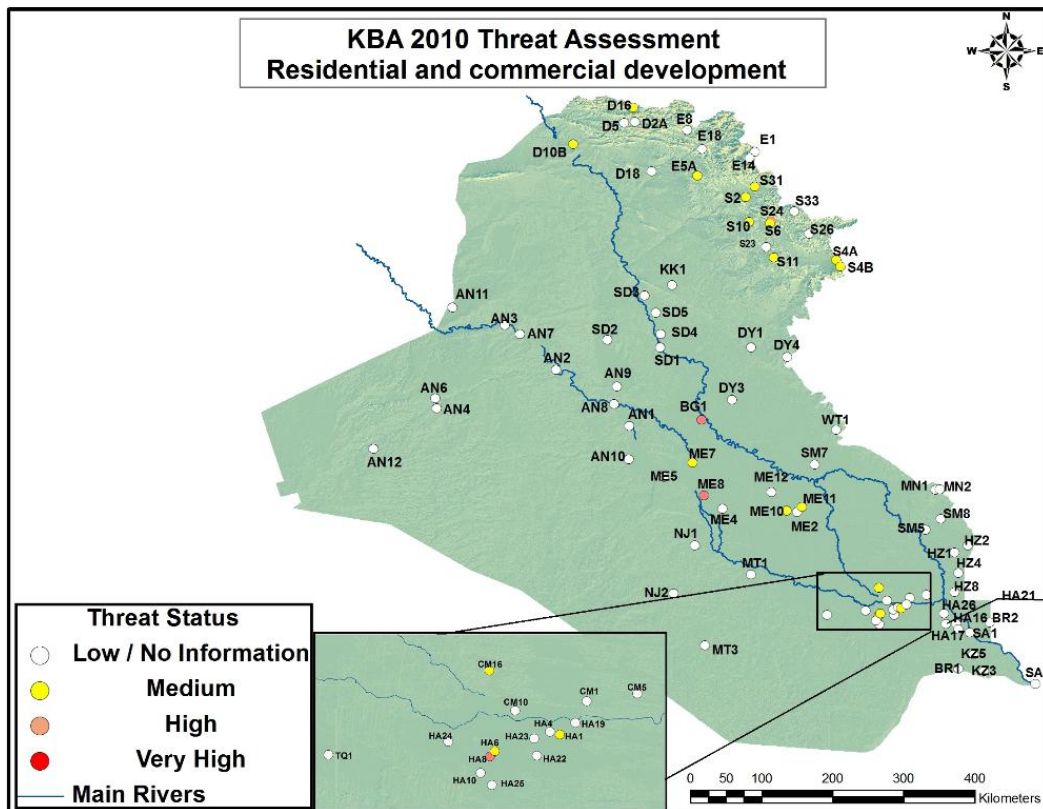 KBA 2010 Threat Assessment
Residential and commercial development
N
W E
S
D16
D5 D2A E8
E18 E1
D10B E14
D18 E5A
S31
S2 S33
S24
S10 S6 S26
S23
S11 S4A
S4B
KK1
SD3
AN11 SD5
AN3
AN7 SD2 SD4 DY1
SD1 DY4
AN2
AN9
AN6 DY3
AN4 AN8 BG1
AN1 WT1
AN12 AN10 ME7 SM7
ME5 ME12
ME8 MN1 MN2
ME11
ME10 ME2
ME4 SM8
SM5
NJ1 HZ2
HZ1
MT1 HZ4
NJ2 HZ8 HA21
HA26
HA16 BR2
HA17 SA1
MT3 KZ5
BR1 KZ3 SA
Threat Status
Low / No Information
Medium
High
Very High
Main Rivers
CM16
CM1 CM5
CM10
HA4 HA19
HA24 HA23 HA1
HA6
TQ1 HA8 HA22
HA10
HA25
0 100 200 300 400
Kilometers